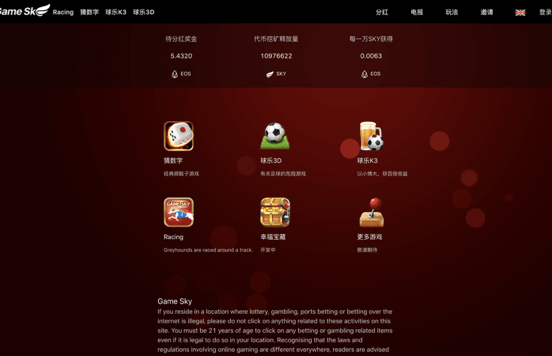 Game Sky Racing 猜数字 球乐K3 球乐3D 分红 电报 玩法 邀请 登录
待分红奖金 代币挖矿释放量 每一万SKY获得
5.4320 10976622 0.0063
EOS SKY EOS
猜数字 球乐3D 球乐K3
经典掷骰子游戏 有关足球的危险游戏 以小博大，获百倍收益
GAMEDAY
Racing 幸福宝藏 更多游戏
Greyhounds are raced around a track. 开发中 敬请期待
Game Sky
If you reside in a location where lottery, gambling, ports betting or betting over the
internet is illegal, please do not click on anything related to these activities on this
site. You must be 21 years of age to click on any betting or gambling related items
even if it is legal to do so in your location. Recognising that the laws and
regulations involving online gaming are different everywhere, readers are advised